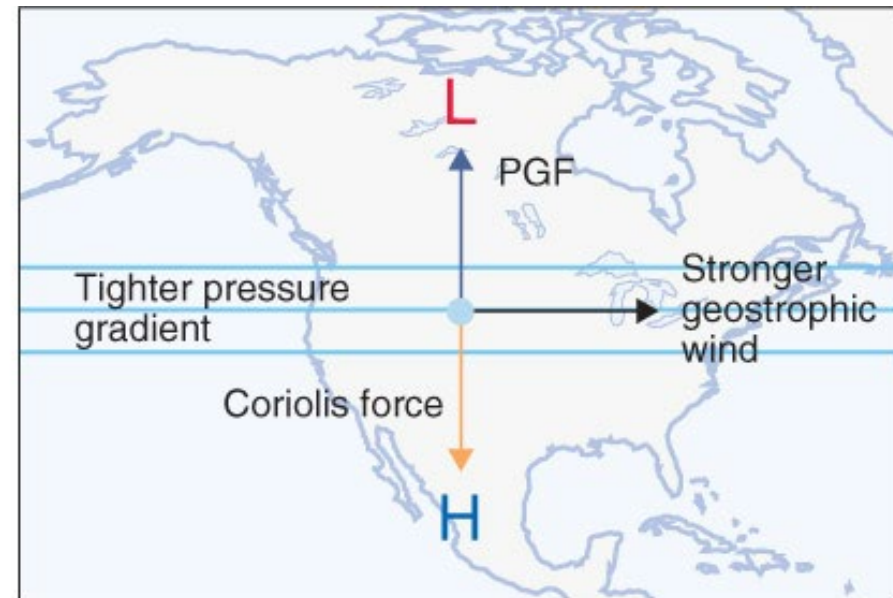 L
PGF
Tighter pressure
gradient
Stronger
geostrophic
wind
Coriolis force
H